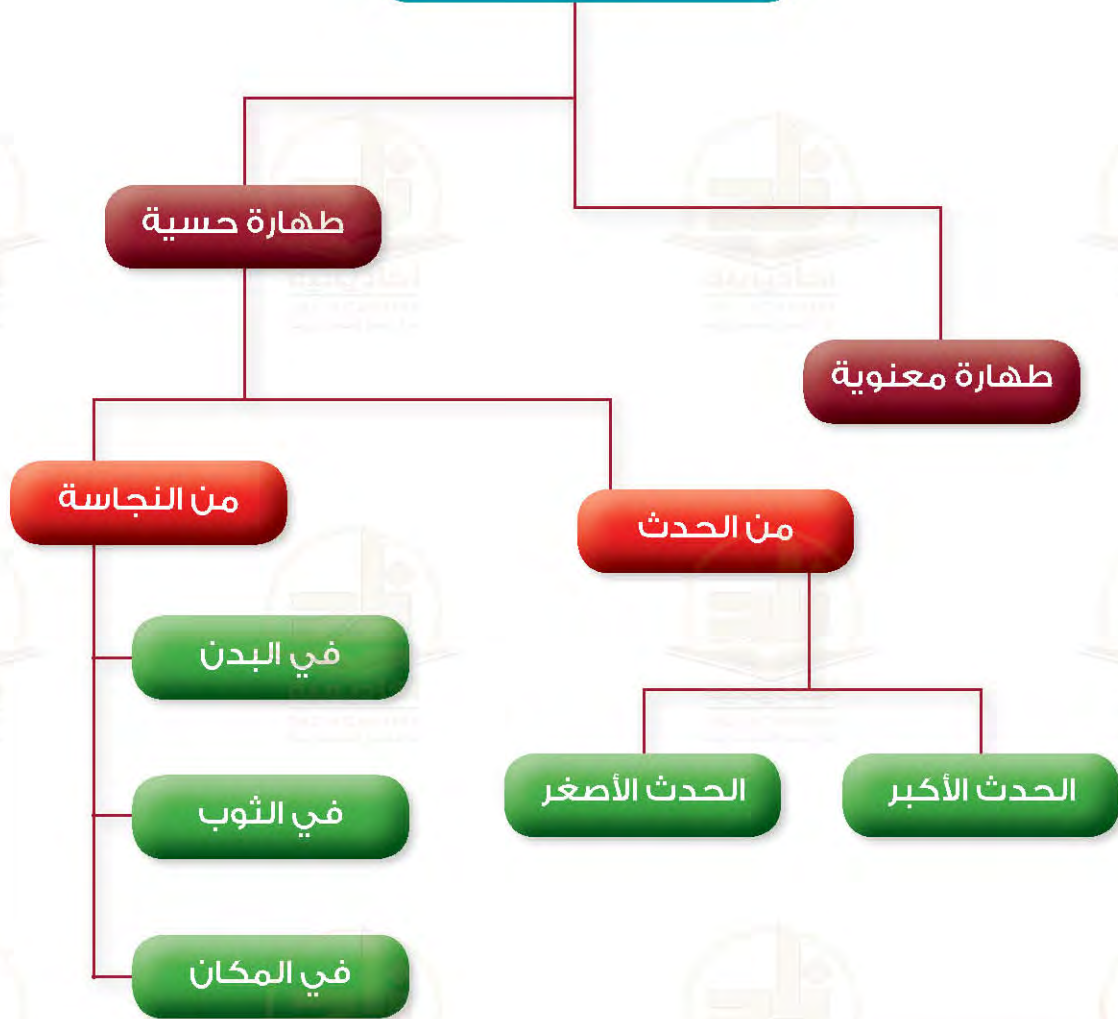 طهارة حسية
طهارة معنوية
من النجاسة
من الحدث
في البدن
في الثوب
في المكان
الحدث الأكبر
الحدث الأصغر